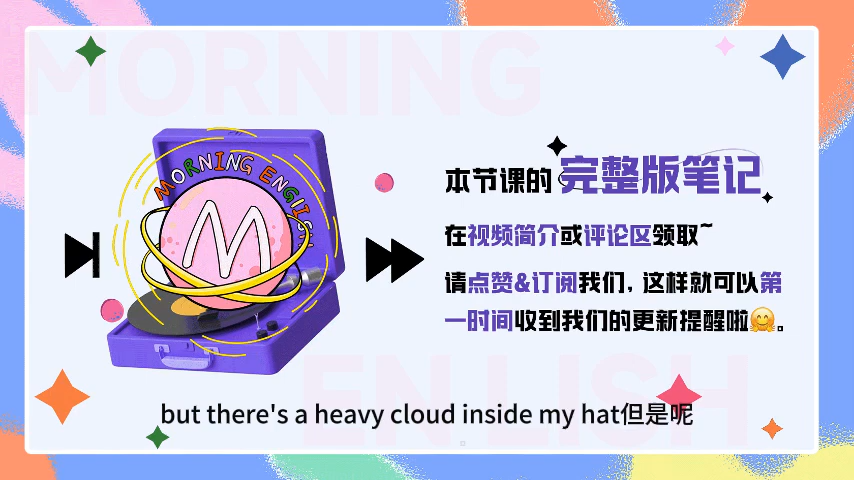 MORNING
MORNING ENGLISH
M
本节课的 完整版笔记
在视频简介或评论区领取~
请点赞&订阅我们，这样就可以第
一时间收到我们的更新提醒啦🤗。
but there's a heavy cloud inside my hat但是呢